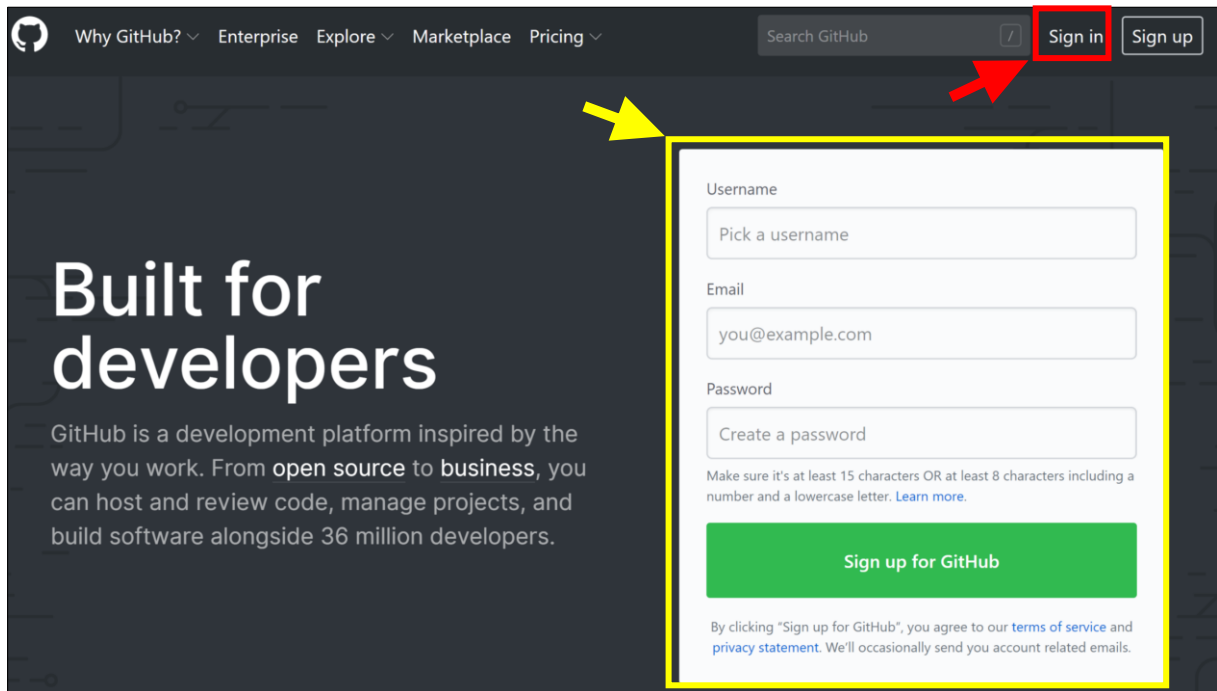 Why GitHub? Enterprise Explore Marketplace Pricing Search GitHub / Sign in Sign up
Built for
developers
GitHub is a development platform inspired by the
way you work. From open source to business, you
can host and review code, manage projects, and
build software alongside 36 million developers.
Username
Pick a username
Email
you@example.com
Password
Create a password
Make sure it's at least 15 characters OR at least 8 characters including a
number and a lowercase letter. Learn more.
Sign up for GitHub
By clicking “Sign up for GitHub”, you agree to our terms of service and
privacy statement. We'll occasionally send you account related emails.